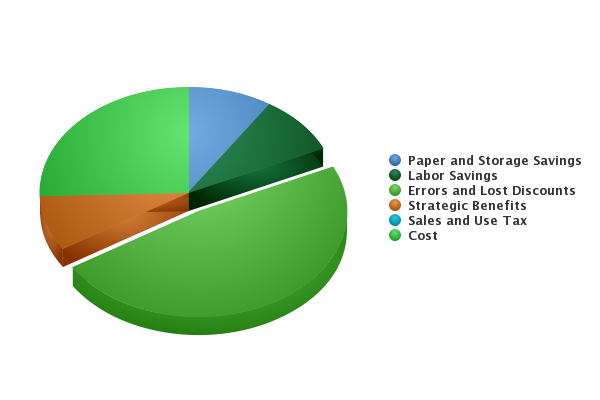 Paper and Storage Savings
Labor Savings
Errors and Lost Discounts
Strategic Benefits
Sales and Use Tax
Cost